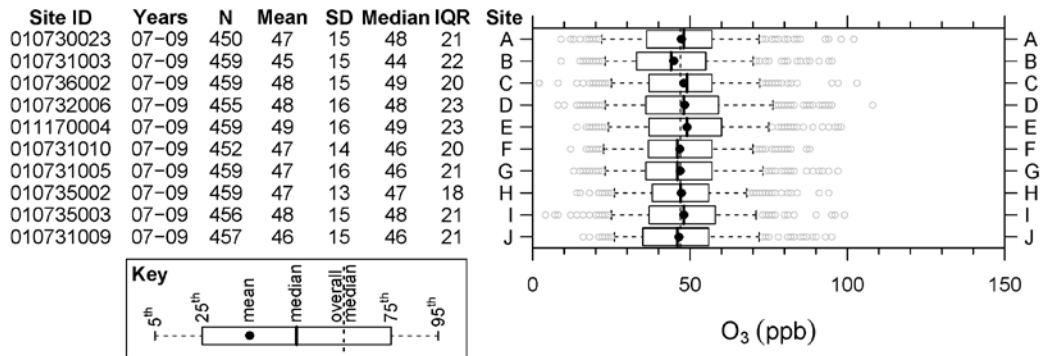 Site ID Years N Mean SD Median IQR Site
010730023 07-09 450 47 15 48 21 A A
010731003 07-09 459 45 15 44 22 B B
010736002 07-09 459 48 15 49 20 C C
010732006 07-09 455 48 16 48 23 D D
011170004 07-09 459 49 16 49 23 E E
010731010 07-09 452 47 14 46 20 F F
010731005 07-09 459 47 16 46 21 G G
010735002 07-09 459 47 13 47 18 H H
010735003 07-09 456 48 15 48 21 I I
010731009 07-09 457 46 15 46 21 J J
0 50 100 150
O₃ (ppb)
Key
5th
25th
mean
median
overall
median
75th
95th